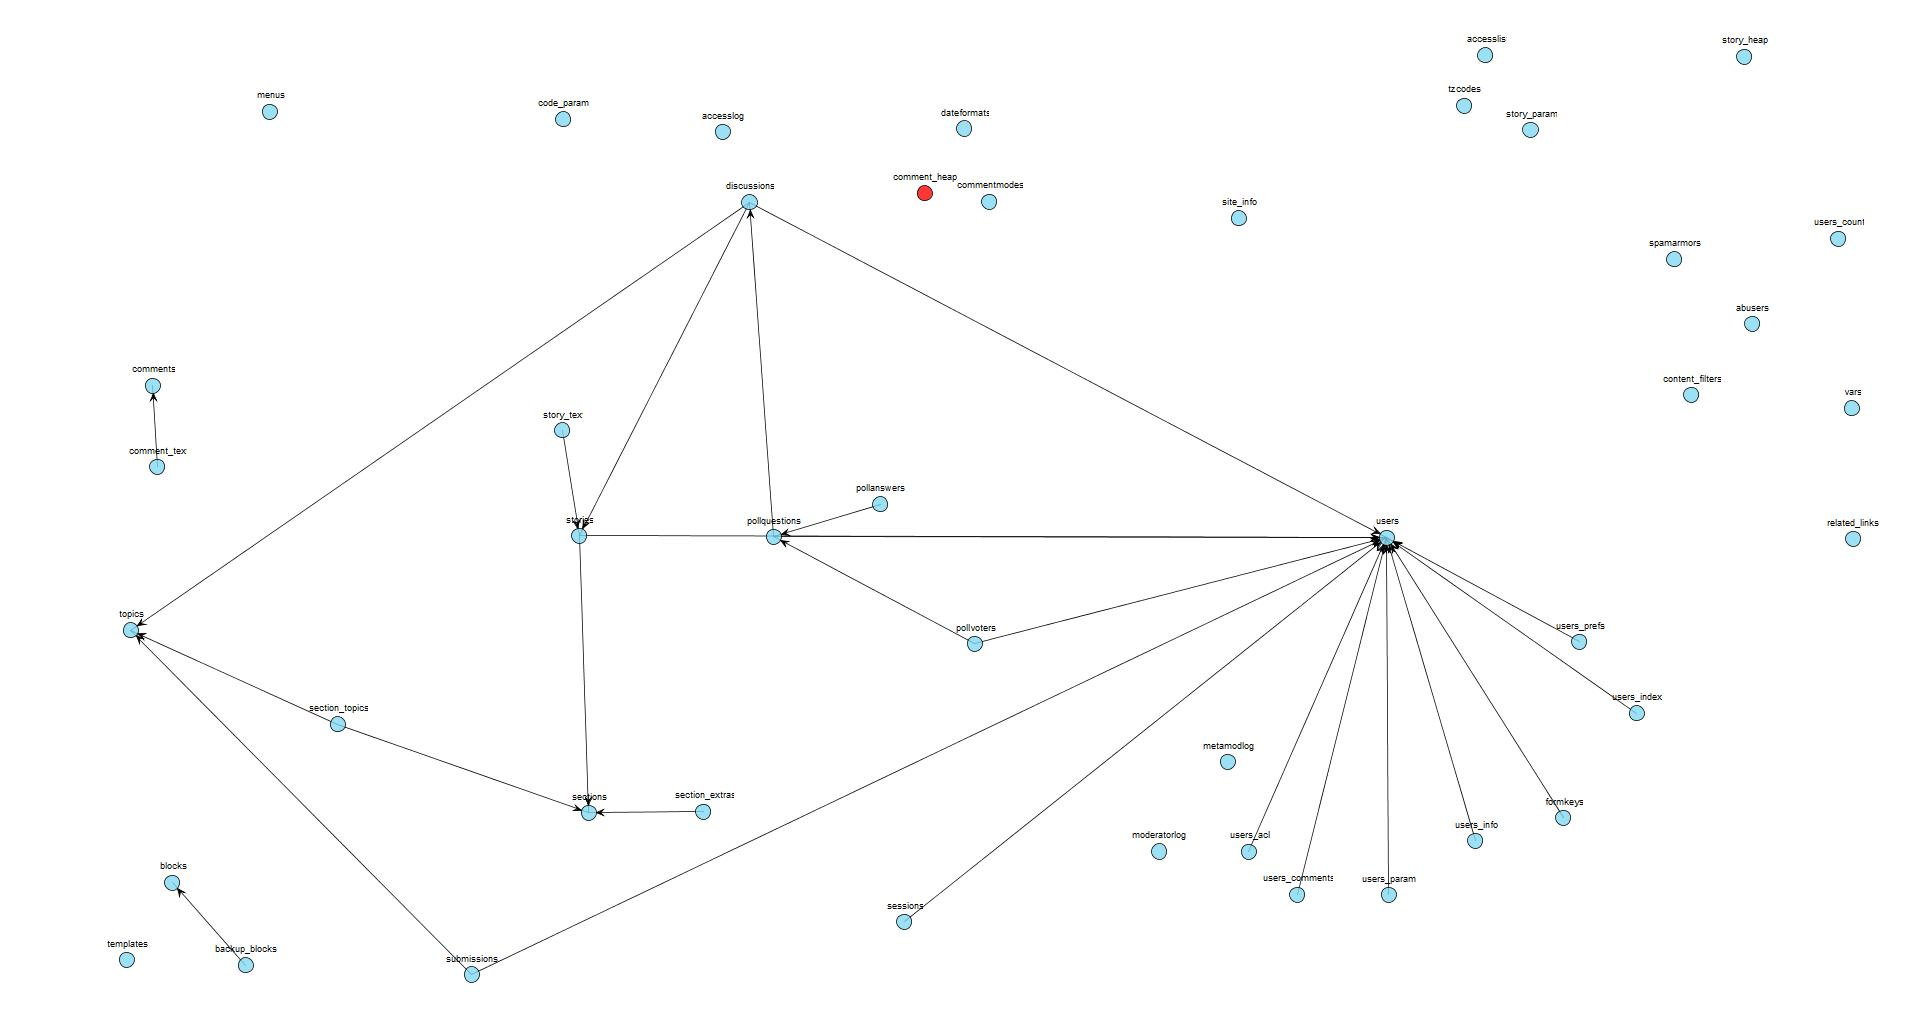 accesslis
story_heap
menus
code_param
tzcodes
accesslog
dateformats
story_param
comment_heap
commentmodes
discussions
site_info
users_count
spamarmors
abusers
comments
content_filters
vars
story_tex
comment_tex
pollanswers
stories
pollquestions
users
related_links
topics
pollvoters
users_prefs
users_index
section_topics
metamodlog
sections
section_extras
formkeys
users_info
moderatorlog
users_acl
blocks
users_comments
users_param
sessions
templates
backup_blocks
submissions